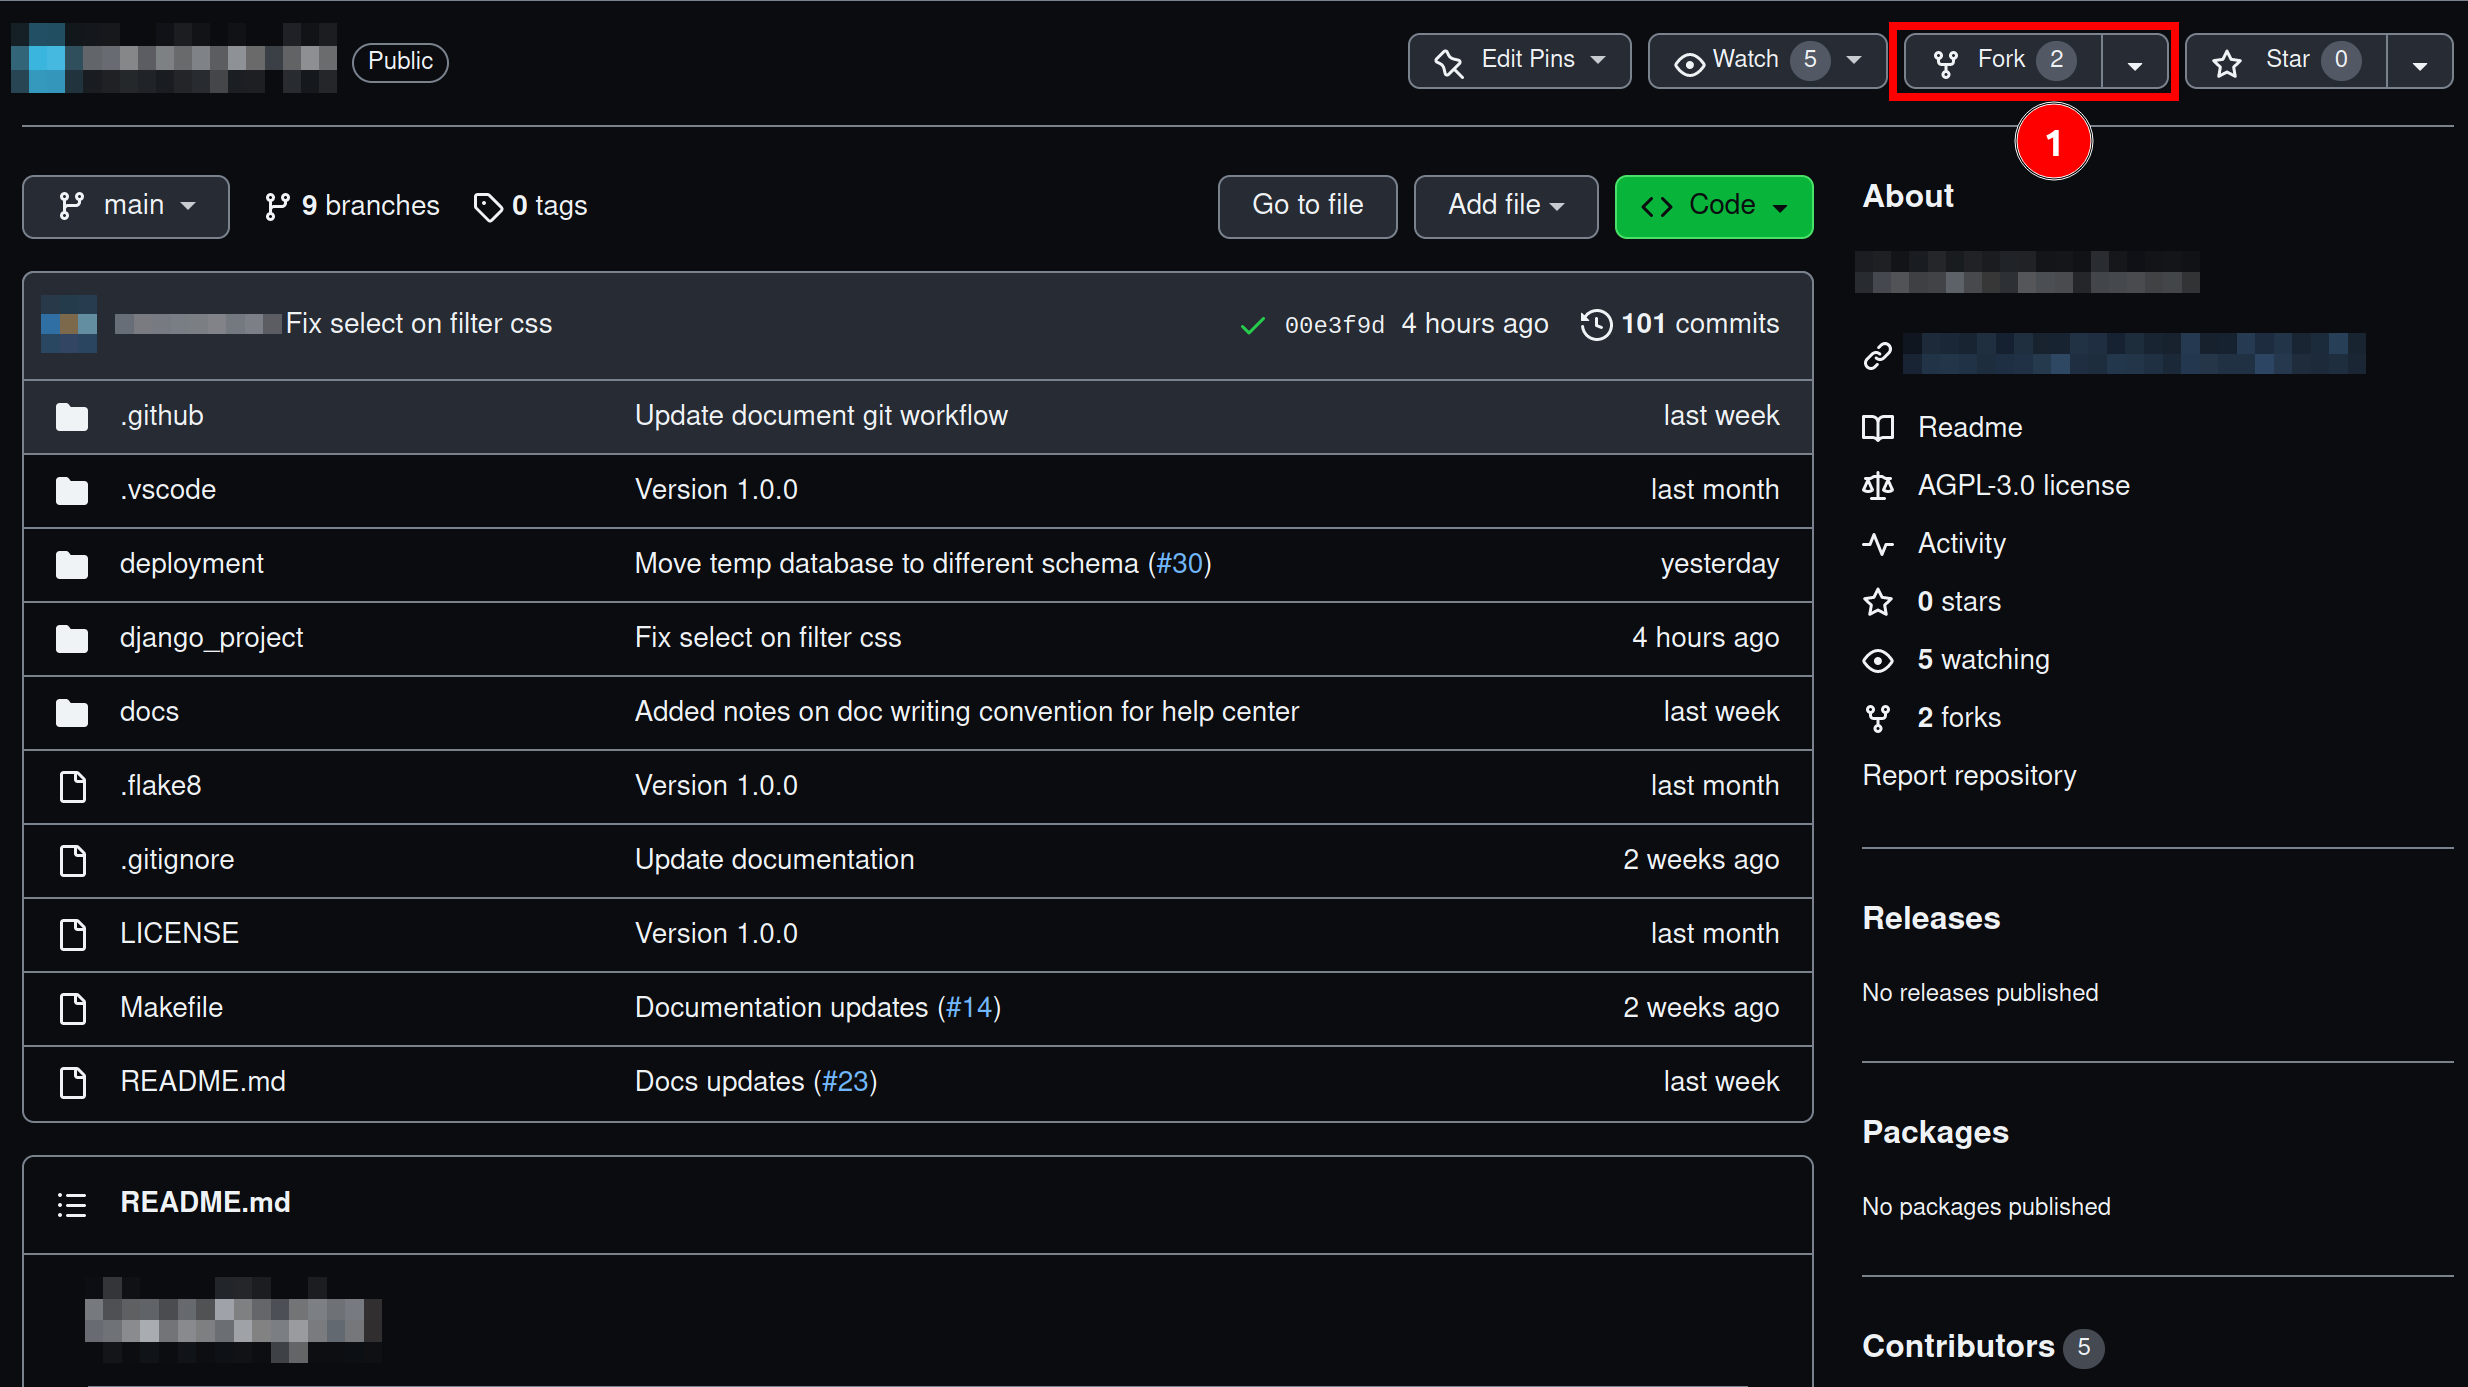 Public
Edit Pins
Watch 5
Fork 2
Star 0
1
main
9 branches
0 tags
Go to file
Add file
Code
About
Fix select on filter css
00e3f9d 4 hours ago
101 commits
.github Update document git workflow last week
.vscode Version 1.0.0 last month
deployment Move temp database to different schema (#30) yesterday
django_project Fix select on filter css 4 hours ago
docs Added notes on doc writing convention for help center last week
.flake8 Version 1.0.0 last month
.gitignore Update documentation 2 weeks ago
LICENSE Version 1.0.0 last month
Makefile Documentation updates (#14) 2 weeks ago
README.md Docs updates (#23) last week
README.md
Readme
AGPL-3.0 license
Activity
0 stars
5 watching
2 forks
Report repository
Releases
No releases published
Packages
No packages published
Contributors 5